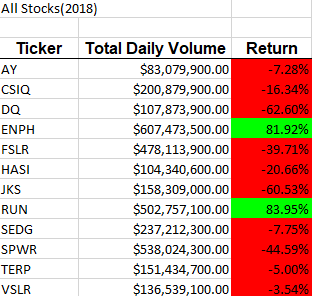 All Stocks(2018)
Ticker Total Daily Volume Return
AY $83,079,900.00 -7.28%
CSIQ $200,879,900.00 -16.34%
DQ $107,873,900.00 -62.60%
ENPH $607,473,500.00 81.92%
FSLR $478,113,900.00 -39.71%
HASI $104,340,600.00 -20.66%
JKS $158,309,000.00 -60.53%
RUN $502,757,100.00 83.95%
SEDG $237,212,300.00 -7.75%
SPWR $538,024,300.00 -44.59%
TERP $151,434,700.00 -5.00%
VSLR $136,539,100.00 -3.54%